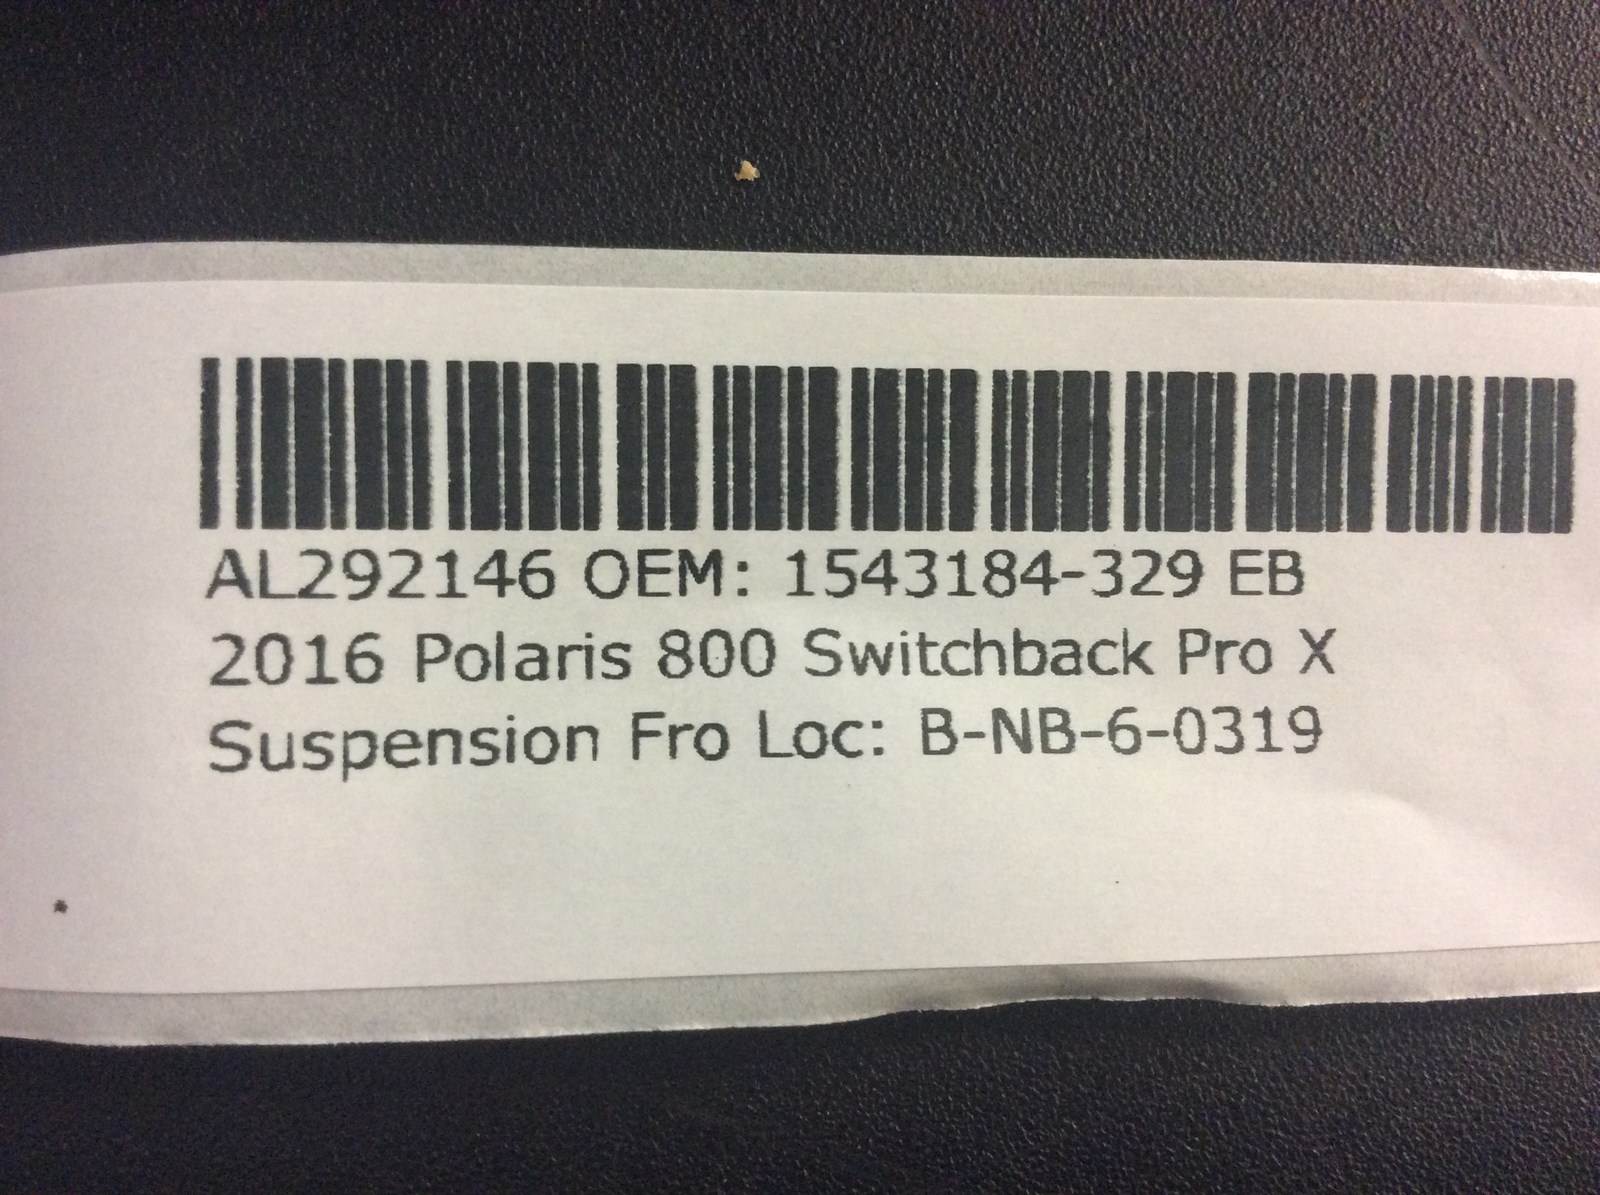 AL292146 OEM: 1543184-329 EB
2016 Polaris 800 Switchback Pro X
Suspension Fro Loc: B-NB-6-0319